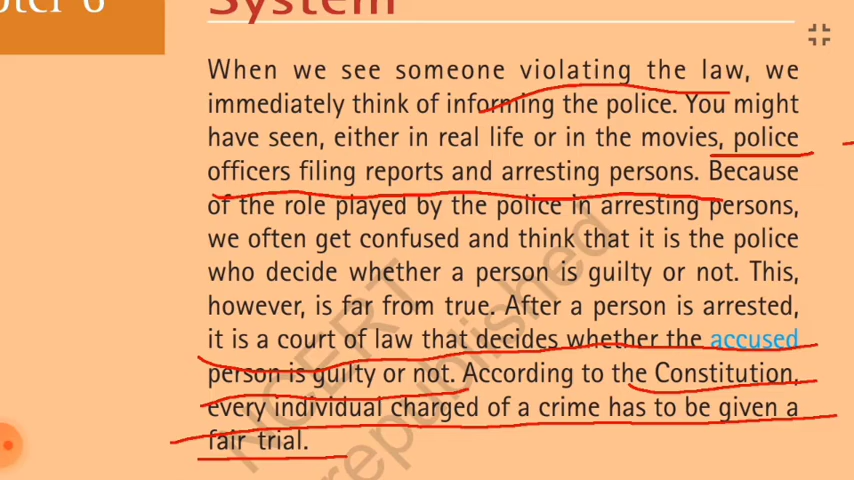 System
When we see someone violating the law, we
immediately think of informing the police. You might
have seen, either in real life or in the movies, police
officers filing reports and arresting persons. Because
of the role played by the police in arresting persons,
we often get confused and think that it is the police
who decide whether a person is guilty or not. This,
however, is far from true. After a person is arrested,
it is a court of law that decides whether the accused
person is guilty or not. According to the Constitution,
every individual charged of a crime has to be given a
fair trial.
NCERT
republished